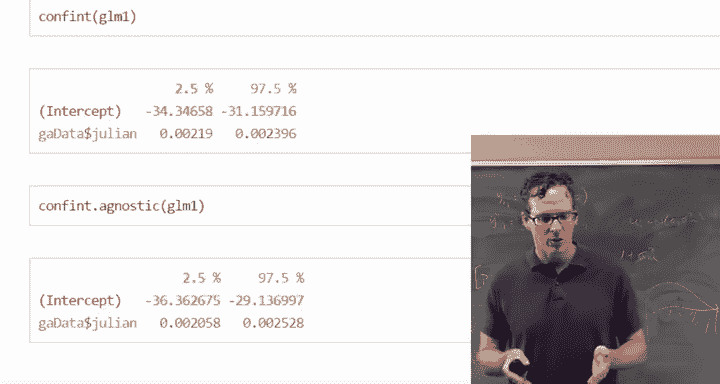 confint(glm1)
2.5 % 97.5 %
(Intercept) -34.34658 -31.159716
gaData$julian 0.00219 0.002396
confint.agnostic(glm1)
2.5 % 97.5 %
(Intercept) -36.362675 -29.136997
gaData$julian 0.002058 0.002528